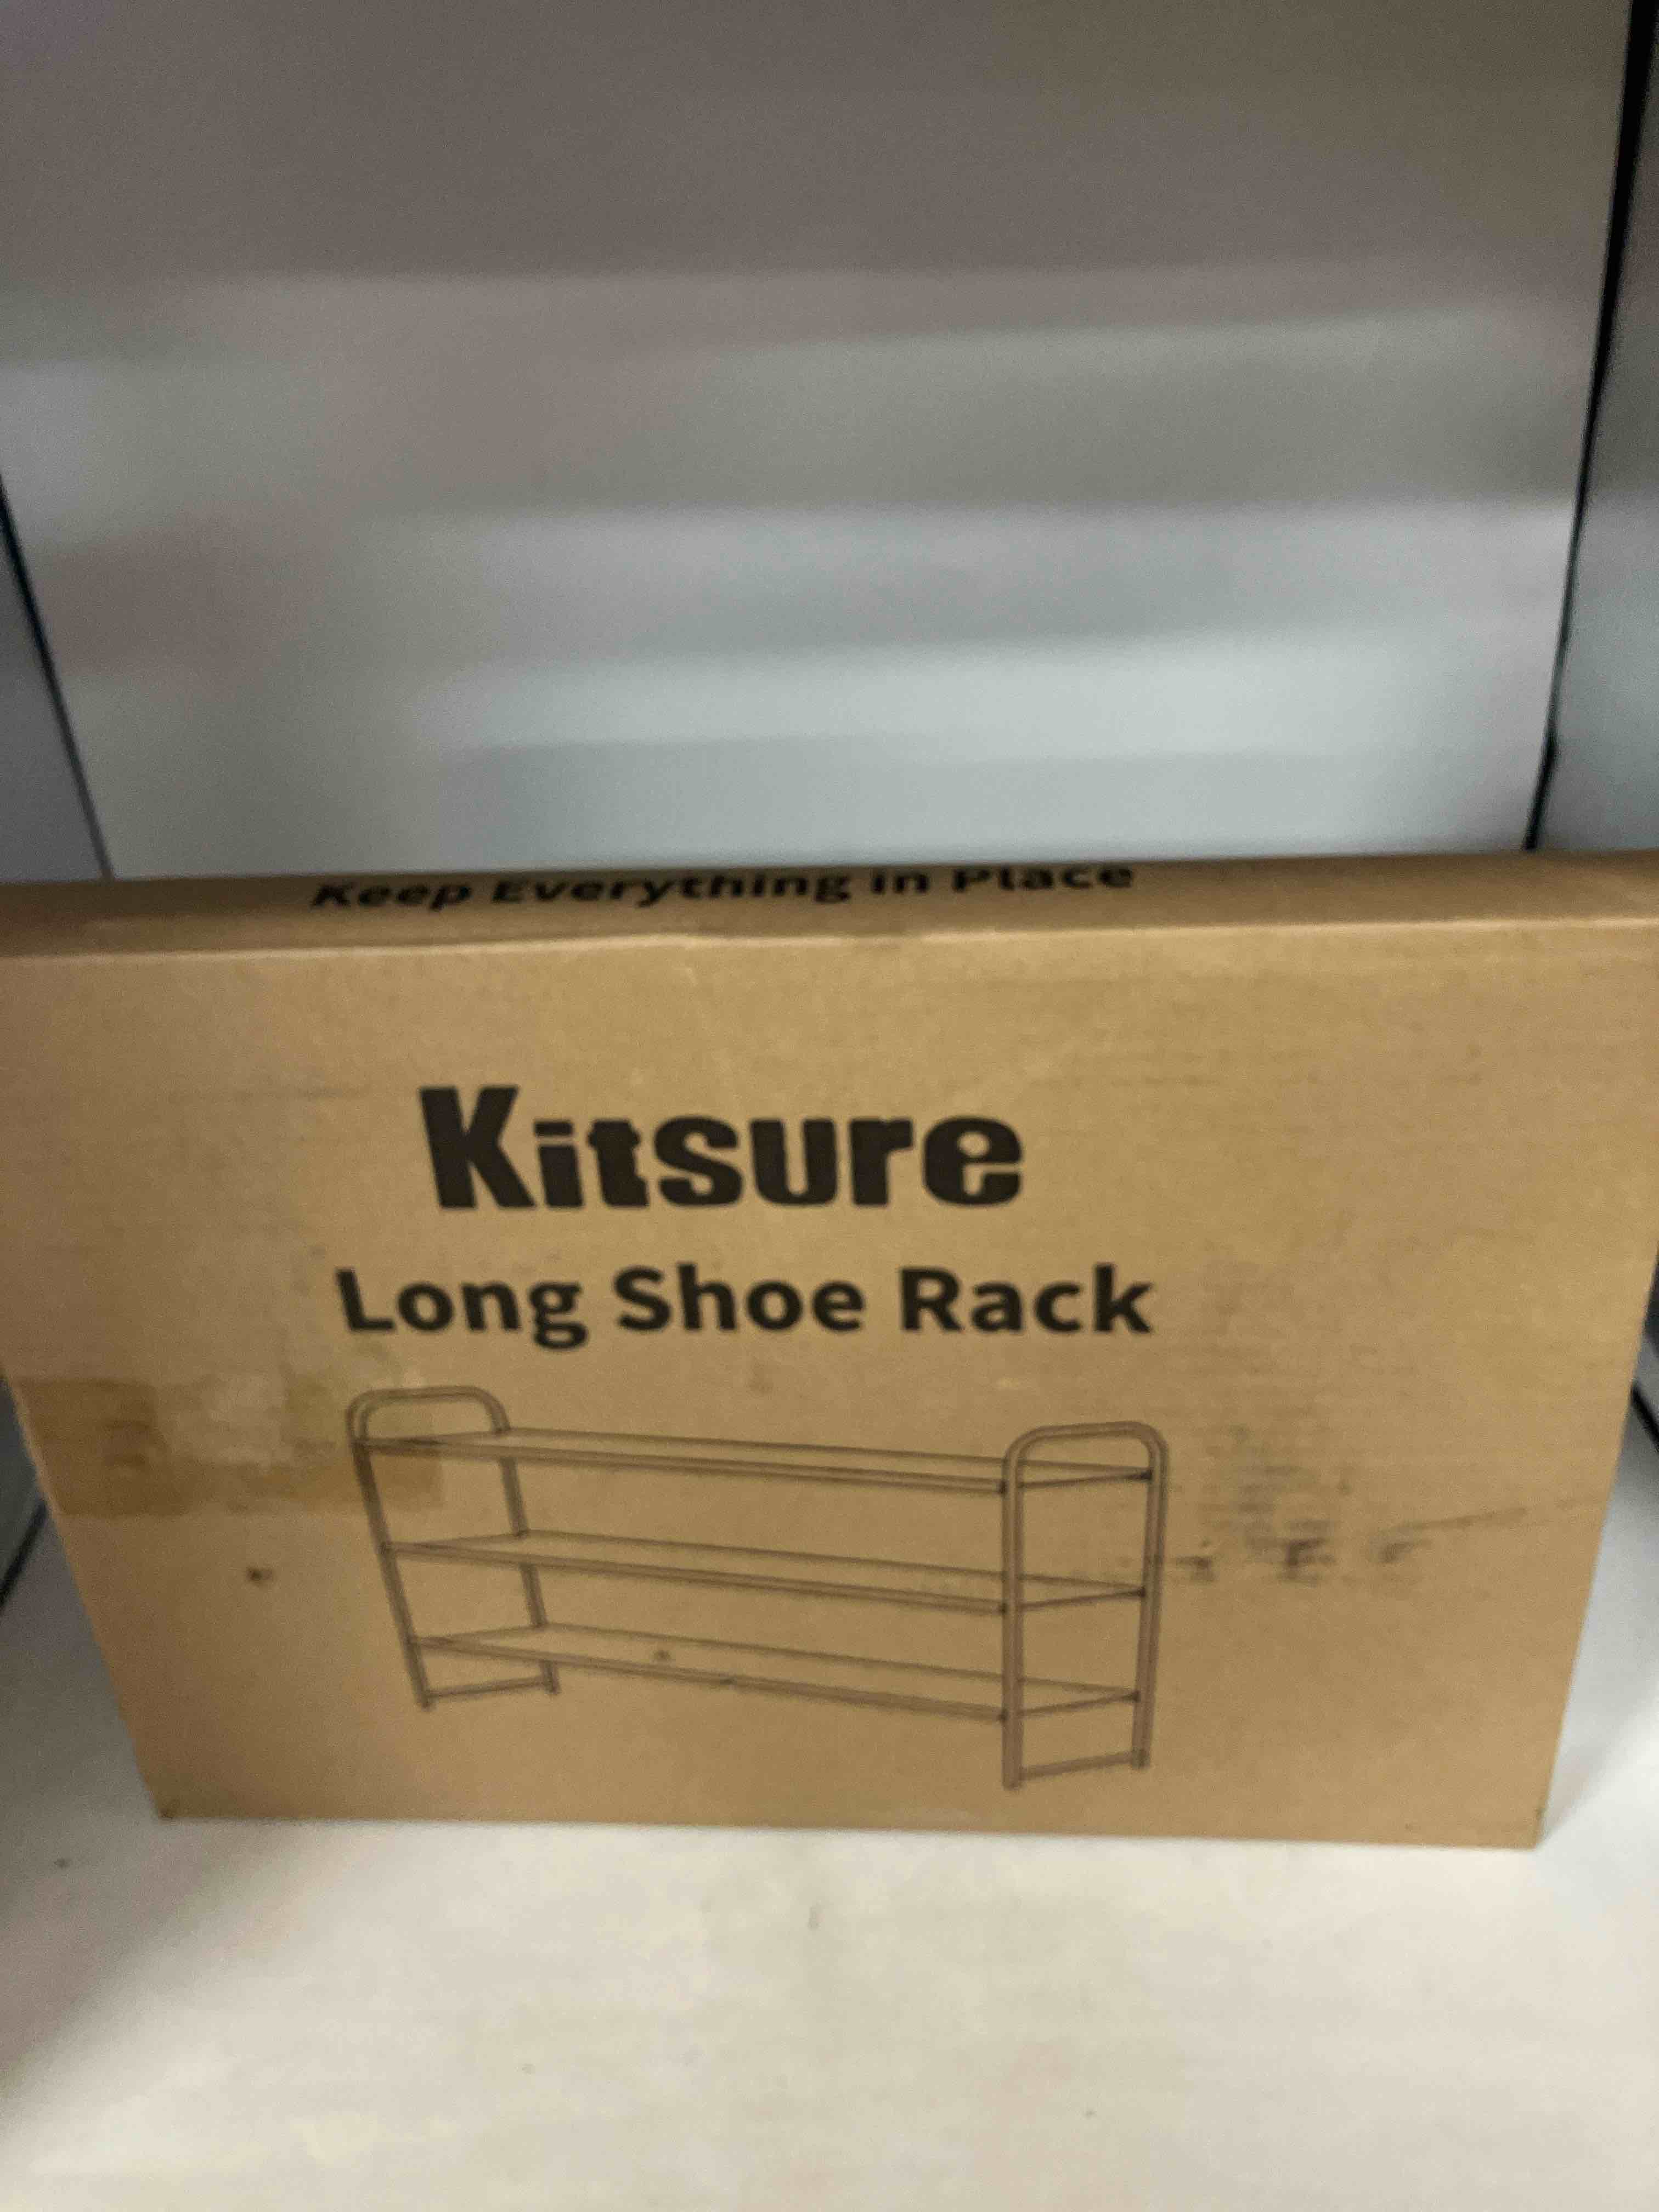 Keep Everything in Place
Kitsure
Long Shoe Rack